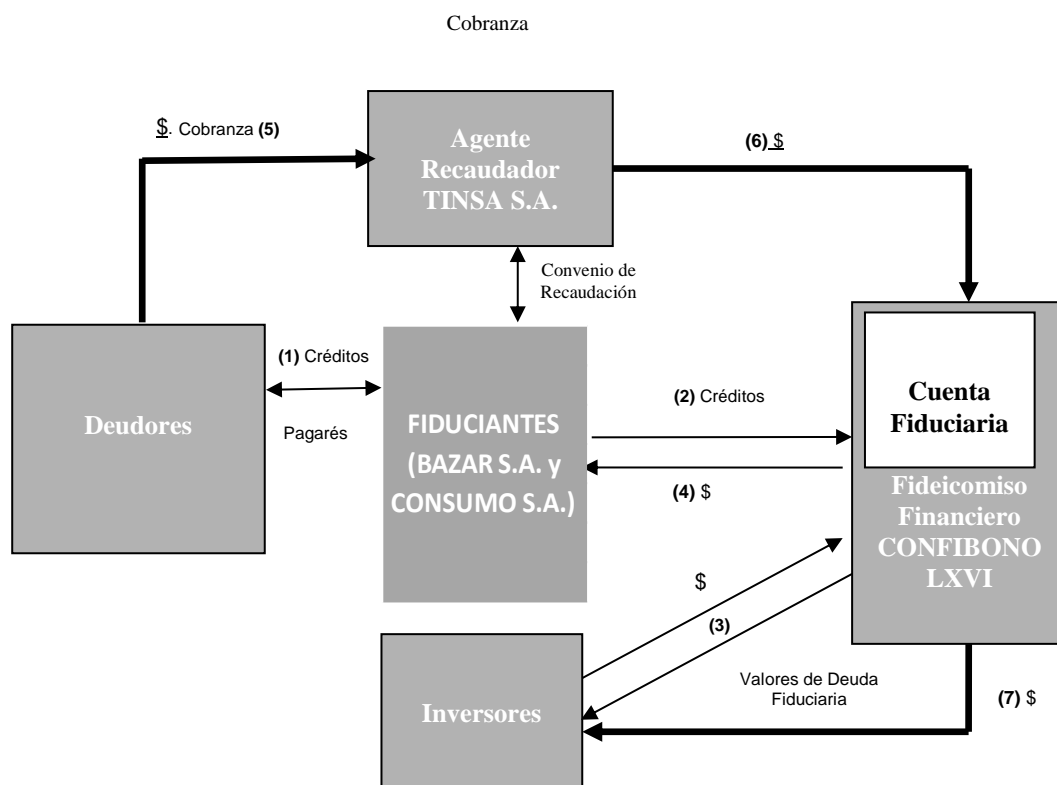 Cobranza
$. Cobranza (5)
Agente
Recaudador
TINSA S.A.
(6) $
Convenio de
Recaudación
Deudores
(1) Créditos
Pagarés
FIDUCIANTES
(BAZAR S.A. y
CONSUMO S.A.)
(2) Créditos
(4) $
Cuenta
Fiduciaria
Fideicomiso
Financiero
CONFIBONO
LXVI
$
(3)
Valores de Deuda
Fiduciaria
(7) $
Inversores